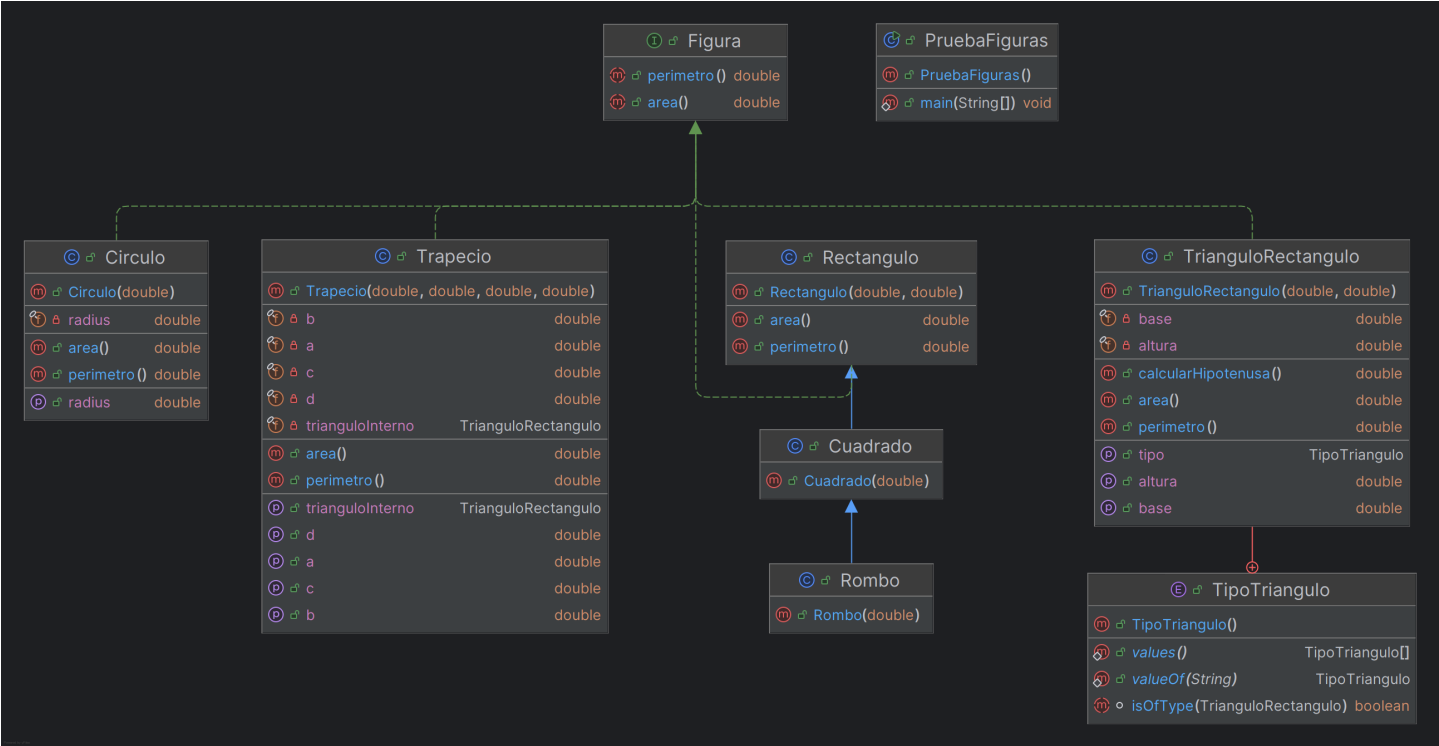 Figura
perimetro() double
area() double
PruebaFiguras
PruebaFiguras()
main(String[]) void
Circulo
Circulo(double)
radius double
area() double
perimetro() double
radius double
Trapecio
Trapecio(double, double, double, double)
b double
a double
c double
d double
trianguloInterno TrianguloRectangulo
area() double
perimetro() double
trianguloInterno TrianguloRectangulo
d double
a double
c double
b double
Rectangulo
Rectangulo(double, double)
area() double
perimetro() double
Cuadrado
Cuadrado(double)
Rombo
Rombo(double)
TrianguloRectangulo
TrianguloRectangulo(double, double)
base double
altura double
calcularHipotenusa() double
area() double
perimetro() double
tipo TipoTriangulo
altura double
base double
TipoTriangulo
TipoTriangulo()
values() TipoTriangulo[]
valueOf(String) TipoTriangulo
isOfType(TrianguloRectangulo) boolean